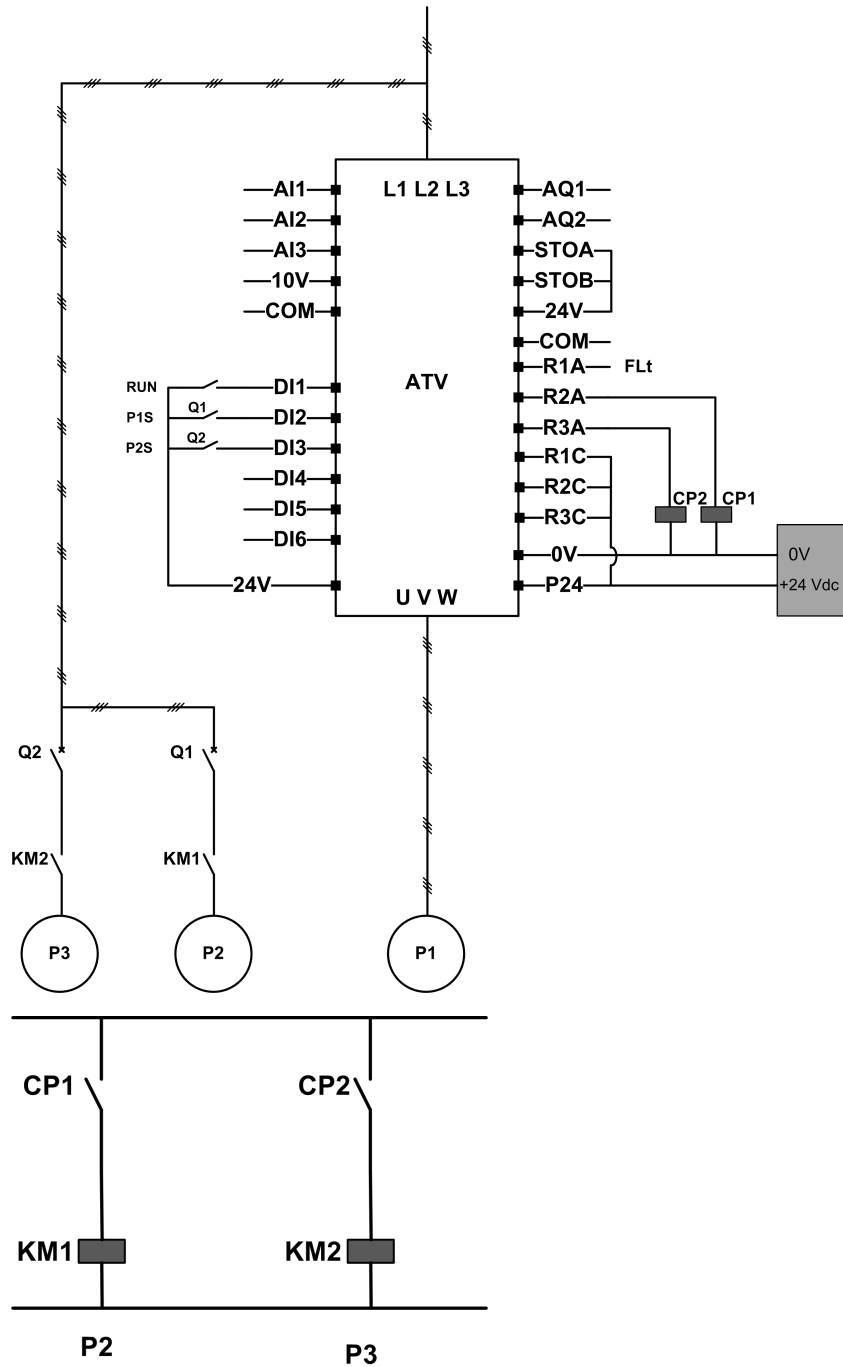 L1 L2 L3
AI1
AQ1
AI2
AQ2
AI3
STOA
10V
STOB
COM
24V
COM
ATV
R1A
FLt
RUN
DI1
R2A
P1S
Q1
DI2
R3A
P2S
Q2
DI3
R1C
DI4
R2C
CP2
CP1
DI5
R3C
DI6
0V
0V
24V
U V W
P24
+24 Vdc
Q2
Q1
KM2
KM1
P3
P2
P1
CP1
CP2
KM1
KM2
P2
P3